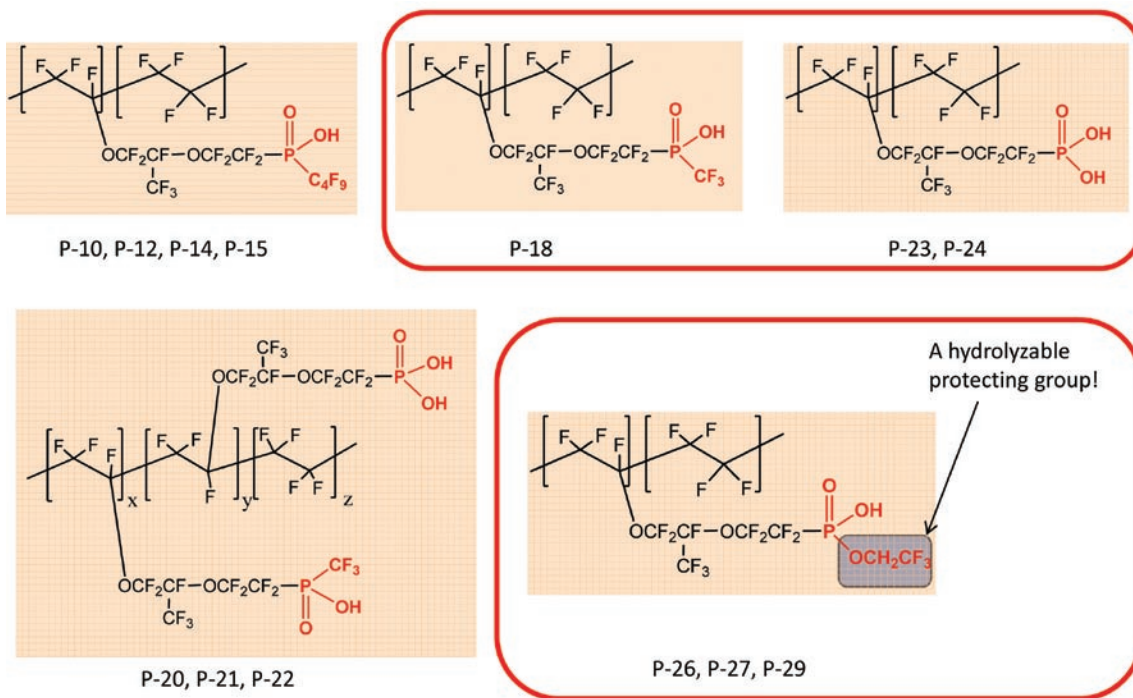 F F F F F
F F
O
OH
OCF₂CF–OCF₂CF₂–P
CF₃
C₄F₉
P-10, P-12, P-14, P-15
F F F F F
F F
O
OH
OCF₂CF–OCF₂CF₂–P
CF₃
CF₃
P-18
F F F F F
F F
O
OH
OCF₂CF–OCF₂CF₂–P
CF₃
OH
P-23, P-24
CF₃
O
OH
OCF₂CF–OCF₂CF₂–P
OH
F F F F F F F
x F y F F z
OCF₂CF–OCF₂CF₂–P
CF₃
CF₃
OH
O
P-20, P-21, P-22
A hydrolyzable
protecting group!
F F F F F
F F
O
OH
OCF₂CF–OCF₂CF₂–P
CF₃
OCH₂CF₃
P-26, P-27, P-29